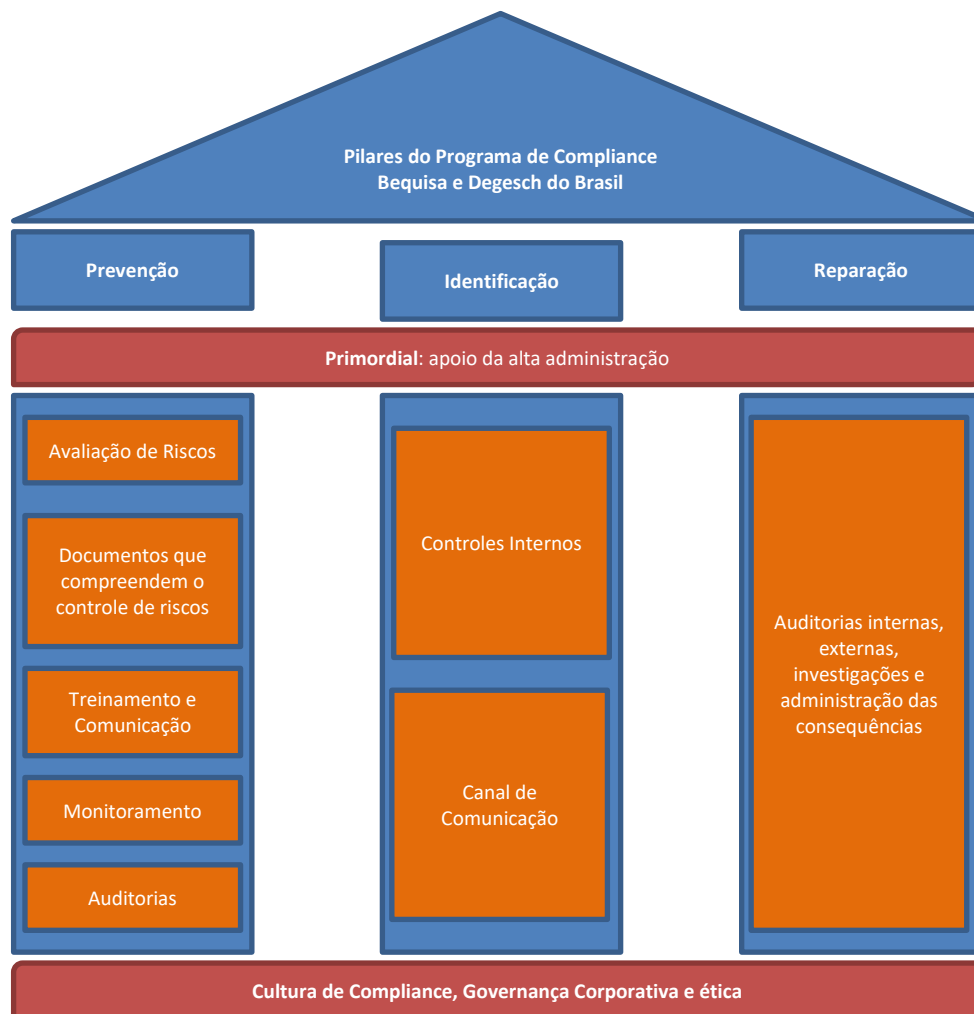 Pilares do Programa de Compliance
Bequisa e Degesch do Brasil
Prevenção
Identificação
Reparação
Primordial: apoio da alta administração
Avaliação de Riscos
Documentos que
compreendem o
controle de riscos
Treinamento e
Comunicação
Monitoramento
Auditorias
Controles Internos
Canal de
Comunicação
Auditorias internas,
externas,
investigações e
administração das
consequências
Cultura de Compliance, Governança Corporativa e ética